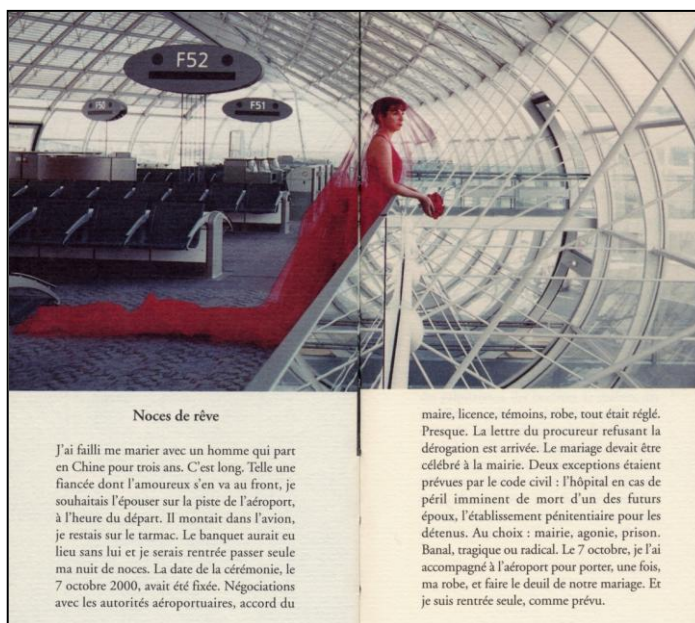 F52
F50
F51
Noces de rêve
J'ai failli me marier avec un homme qui part
en Chine pour trois ans. C'est long. Telle une
fiancée dont l'amoureux s'en va au front, je
souhaitais l'épouser sur la piste de l'aéroport,
à l'heure du départ. Il montait dans l'avion,
je restais sur le tarmac. Le banquet aurait eu
lieu sans lui et je serais rentrée passer seule
ma nuit de noces. La date de la cérémonie, le
7 octobre 2000, avait été fixée. Négociations
avec les autorités aéroportuaires, accord du
maire, licence, témoins, robe, tout était réglé.
Presque. La lettre du procureur refusant la
dérogation est arrivée. Le mariage devait être
célébré à la mairie. Deux exceptions étaient
prévues par le code civil : l'hôpital en cas de
péril imminent de mort d'un des futurs
époux, l'établissement pénitentiaire pour les
détenus. Au choix : mairie, agonie, prison.
Banal, tragique ou radical. Le 7 octobre, je l'ai
accompagné à l'aéroport pour porter, une fois,
ma robe, et faire le deuil de notre mariage. Et
je suis rentrée seule, comme prévu.